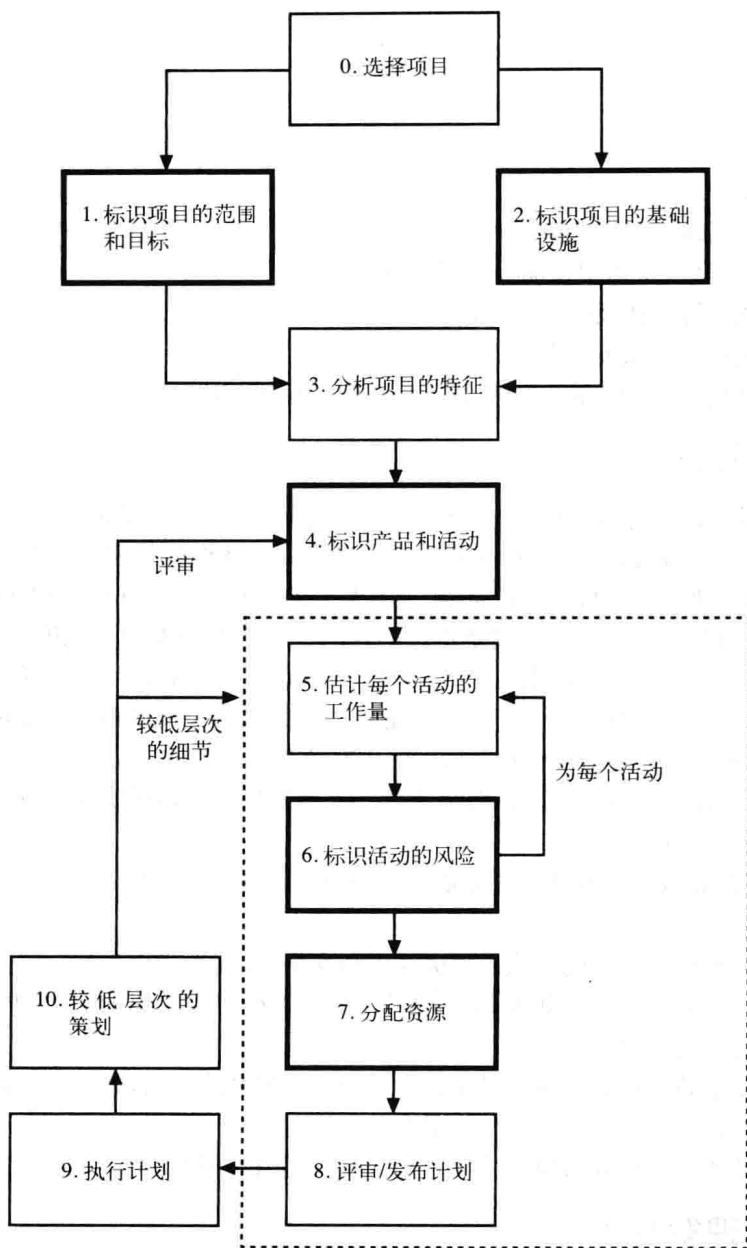 0. 选择项目
1. 标识项目的范围
和目标
2. 标识项目的基础
设施
3. 分析项目的特征
4. 标识产品和活动
评审
5. 估计每个活动的
工作量
较低层次
的细节
为每个活动
6. 标识活动的风险
10. 较低层次的
策划
7. 分配资源
9. 执行计划
8. 评审/发布计划